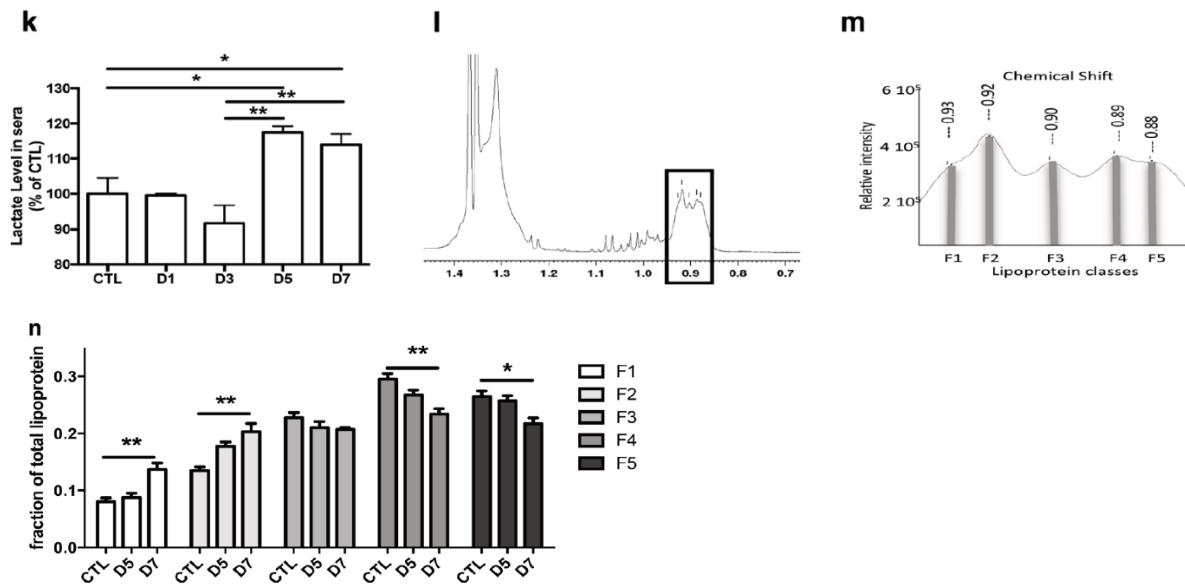 k
Lactate Level in sera
(% of CTL)
130
120
110
100
90
80
CTL D1 D3 D5 D7
*
*
**
**
l
1.4 1.3 1.2 1.1 1.0 0.9 0.8 0.7
m
Chemical Shift
Relative intensity
6 10⁵
4 10⁵
2 10⁵
0.93
0.92
0.90
0.89
0.88
F1 F2 F3 F4 F5
Lipoprotein classes
n
fraction of total lipoprotein
0.3
0.2
0.1
0.0
**
**
**
*
CTL D5 D7 CTL D5 D7 CTL D5 D7 CTL D5 D7 CTL D5 D7
F1
F2
F3
F4
F5